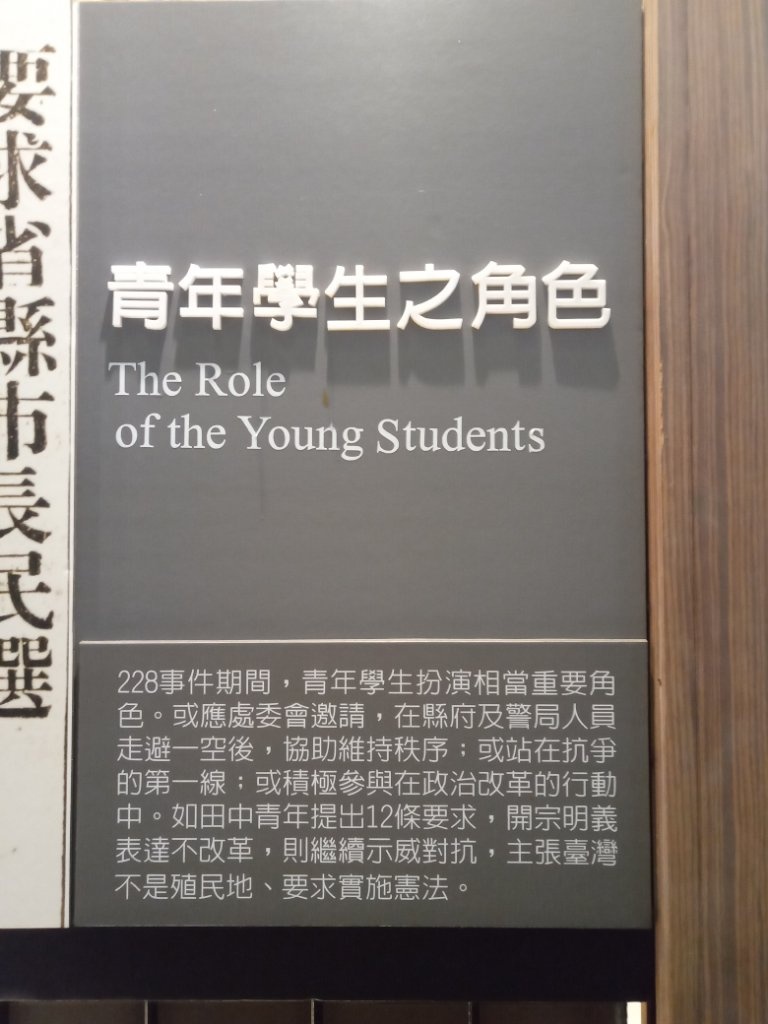 青年學生之角色
The Role
of the Young Students
228事件期間，青年學生扮演相當重要角
色。或應處委會邀請，在縣府及警局人員
走避一空後，協助維持秩序；或站在抗爭
的第一線；或積極參與在政治改革的行動
中。如田中青年提出12條要求，開宗明義
表達不改革，則繼續示威對抗，主張臺灣
不是殖民地、要求實施憲法。
要求省縣市長民選